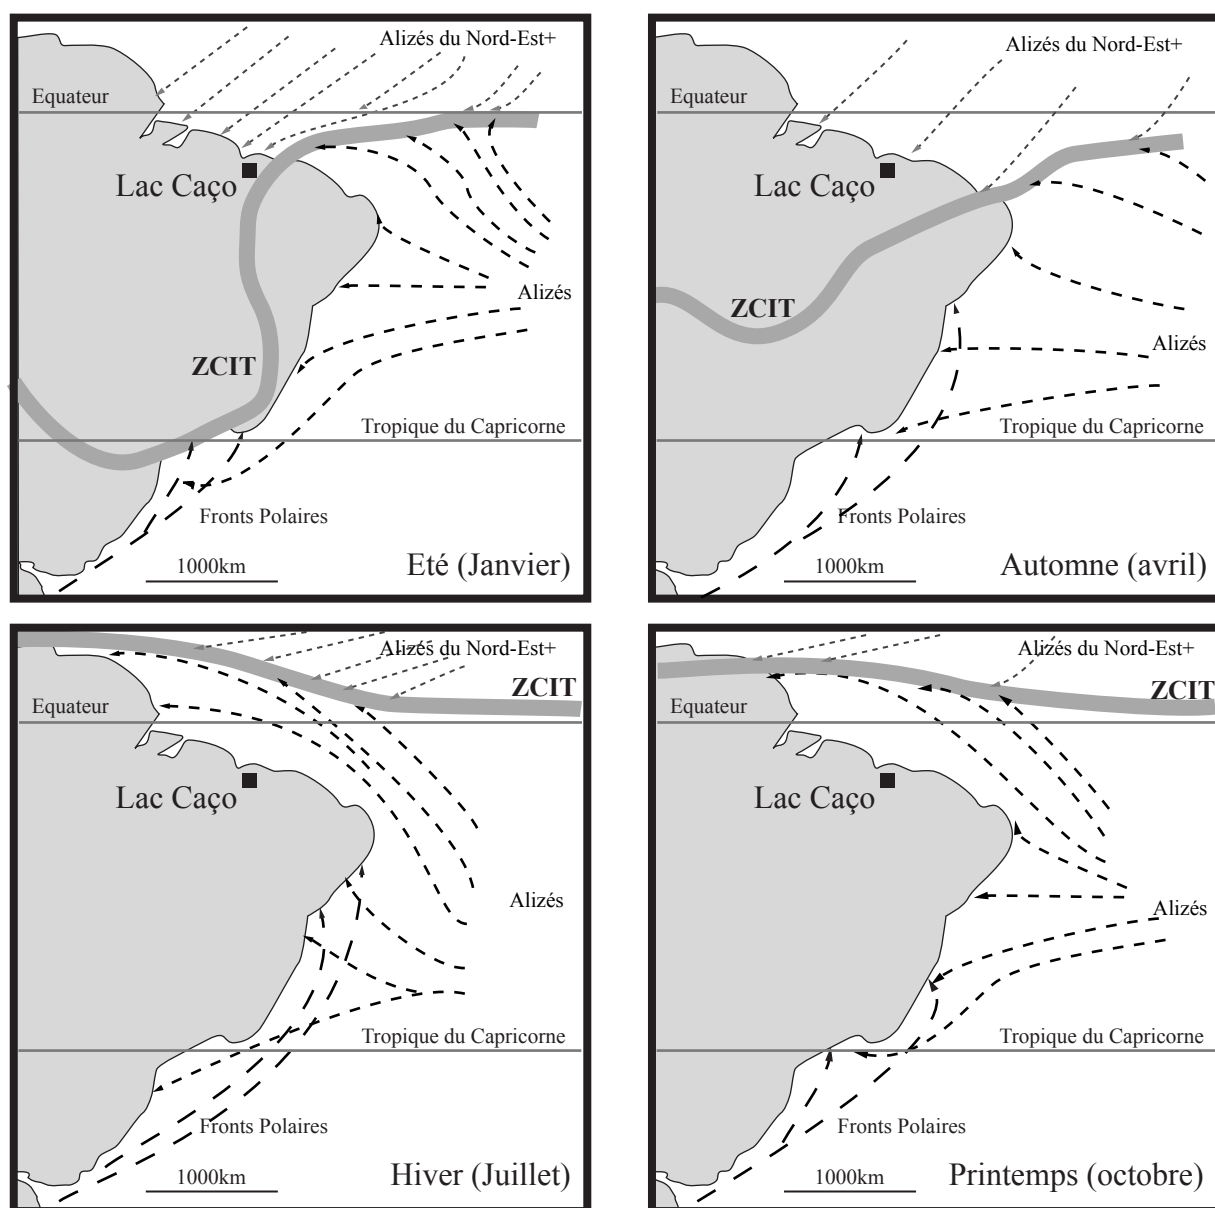 Alizés du Nord-Est+
Equateur
Lac Caço
Alizés
ZCIT
Tropique du Capricorne
Fronts Polaires
1000km
Eté (Janvier)
Alizés du Nord-Est+
Equateur
Lac Caço
ZCIT
Alizés
Tropique du Capricorne
Fronts Polaires
1000km
Automne (avril)
Alizés du Nord-Est+
ZCIT
Equateur
Lac Caço
Alizés
Tropique du Capricorne
Fronts Polaires
1000km
Hiver (Juillet)
Alizés du Nord-Est+
ZCIT
Equateur
Lac Caço
Alizés
Tropique du Capricorne
Fronts Polaires
1000km
Printemps (octobre)